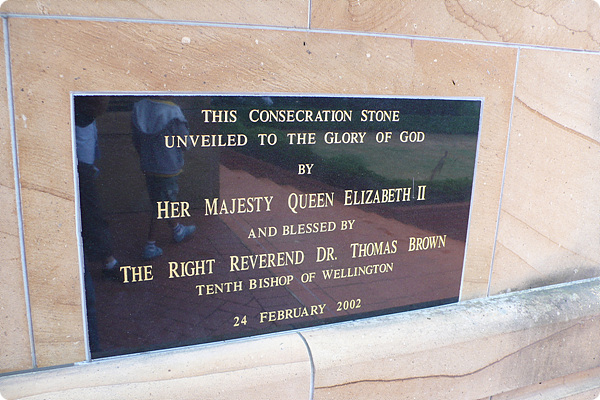 THIS CONSECRATION STONE
UNVEILED TO THE GLORY OF GOD
BY
HER MAJESTY QUEEN ELIZABETH II
AND BLESSED BY
THE RIGHT REVEREND DR. THOMAS BROWN
TENTH BISHOP OF WELLINGTON
24 FEBRUARY 2002